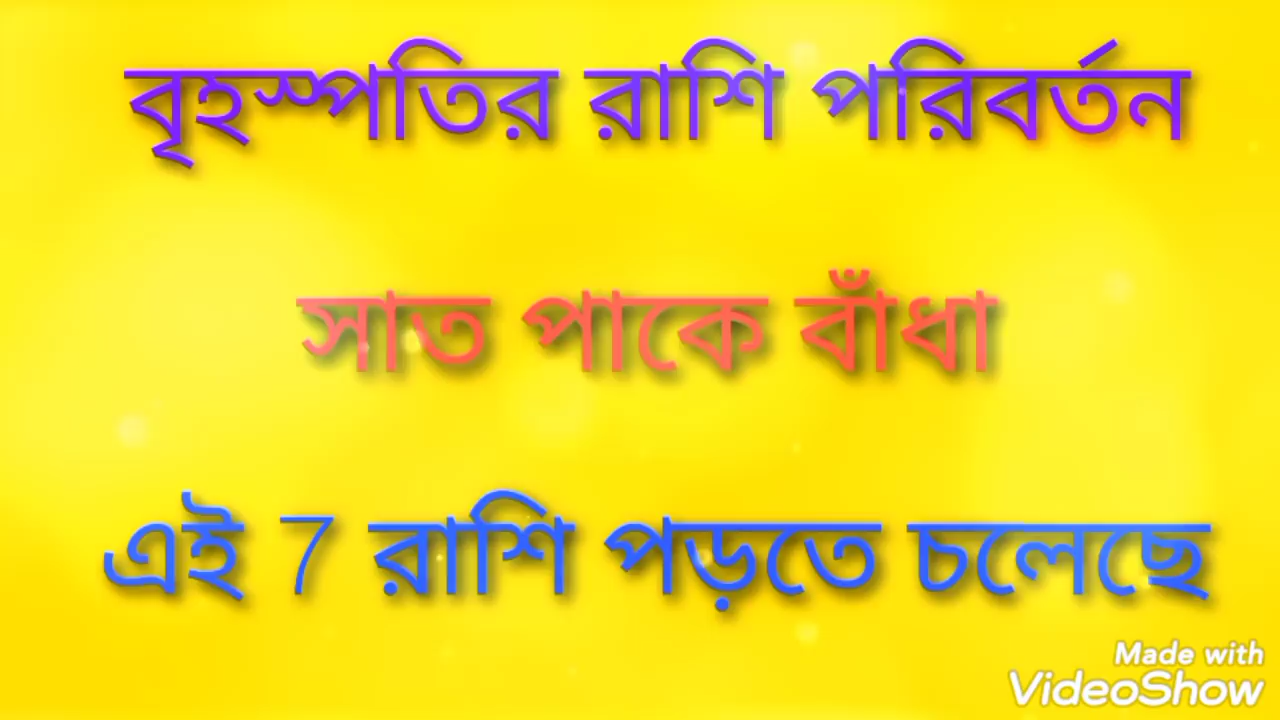 বৃহস্পতির রাশি পরিবর্তন
সাত পাকে বাঁধা
এই 7 রাশি পড়তে চলেছে
Made with
VideoShow